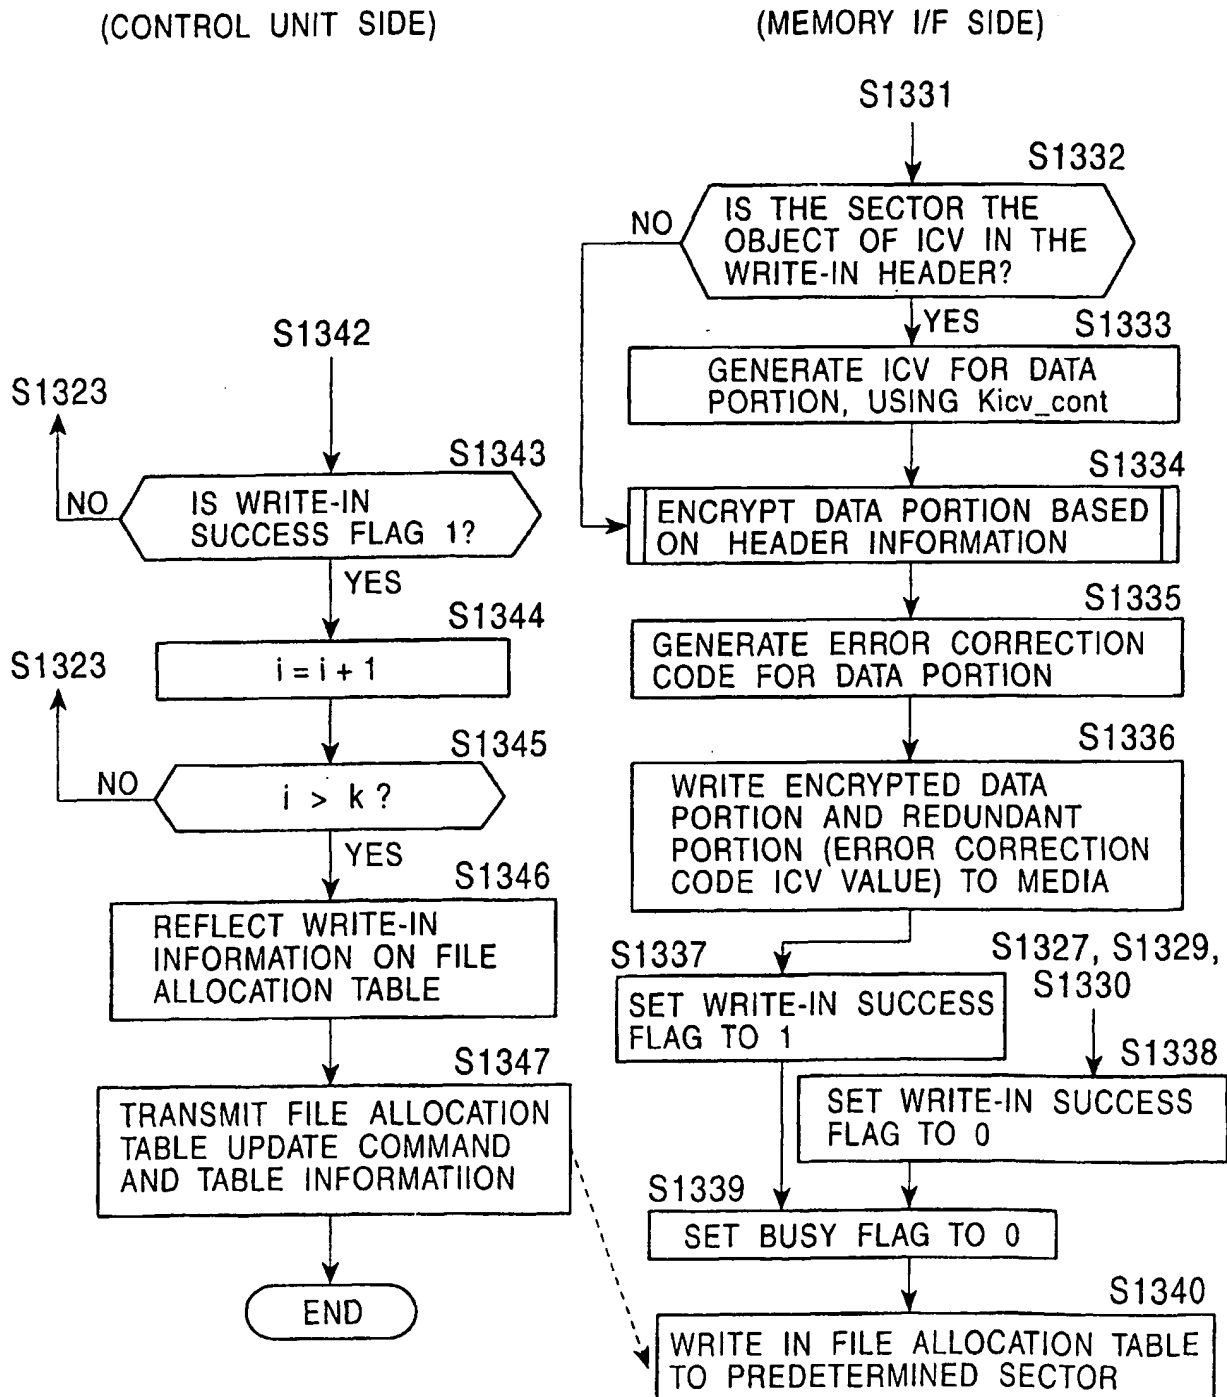 (CONTROL UNIT SIDE)
(MEMORY I/F SIDE)
S1331
S1332
IS THE SECTOR THE
OBJECT OF ICV IN THE
WRITE-IN HEADER?
NO
YES
S1333
GENERATE ICV FOR DATA
PORTION, USING Kicv_cont
S1334
ENCRYPT DATA PORTION BASED
ON HEADER INFORMATION
S1335
GENERATE ERROR CORRECTION
CODE FOR DATA PORTION
S1336
WRITE ENCRYPTED DATA
PORTION AND REDUNDANT
PORTION (ERROR CORRECTION
CODE ICV VALUE) TO MEDIA
S1337
SET WRITE-IN SUCCESS
FLAG TO 1
S1327, S1329,
S1330
S1338
SET WRITE-IN SUCCESS
FLAG TO 0
S1339
SET BUSY FLAG TO 0
S1340
WRITE IN FILE ALLOCATION TABLE
TO PREDETERMINED SECTOR
S1342
S1323
S1343
NO
IS WRITE-IN
SUCCESS FLAG 1?
YES
S1344
i = i + 1
S1323
S1345
NO
i > k ?
YES
S1346
REFLECT WRITE-IN
INFORMATION ON FILE
ALLOCATION TABLE
S1347
TRANSMIT FILE ALLOCATION
TABLE UPDATE COMMAND
AND TABLE INFORMATIION
END